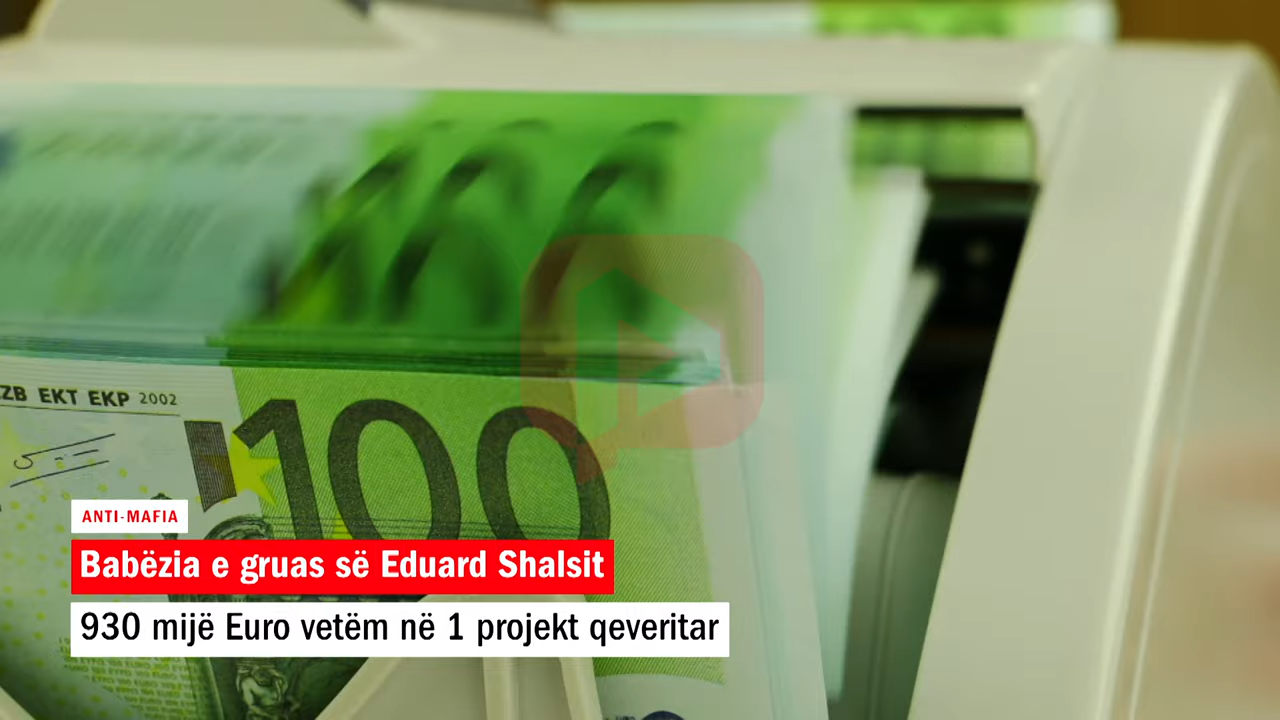 ZB EKT EKP 2002
100
ANTI-MAFIA
Babëzia e gruas së Eduard Shalsit
930 mijë Euro vetëm në 1 projekt qeveritar